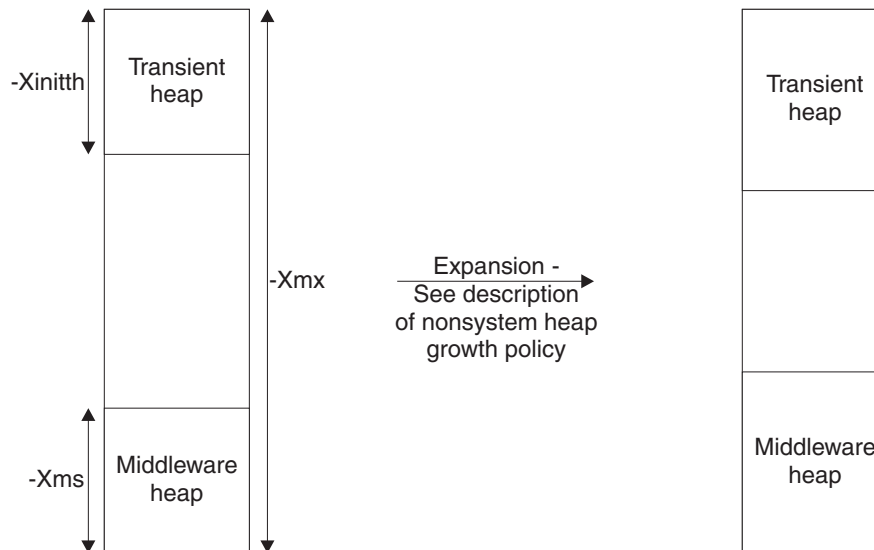 -Xinitth
Transient
heap
-Xmx
-Xms
Middleware
heap
Expansion -
See description
of nonsystem heap
growth policy
Transient
heap
Middleware
heap